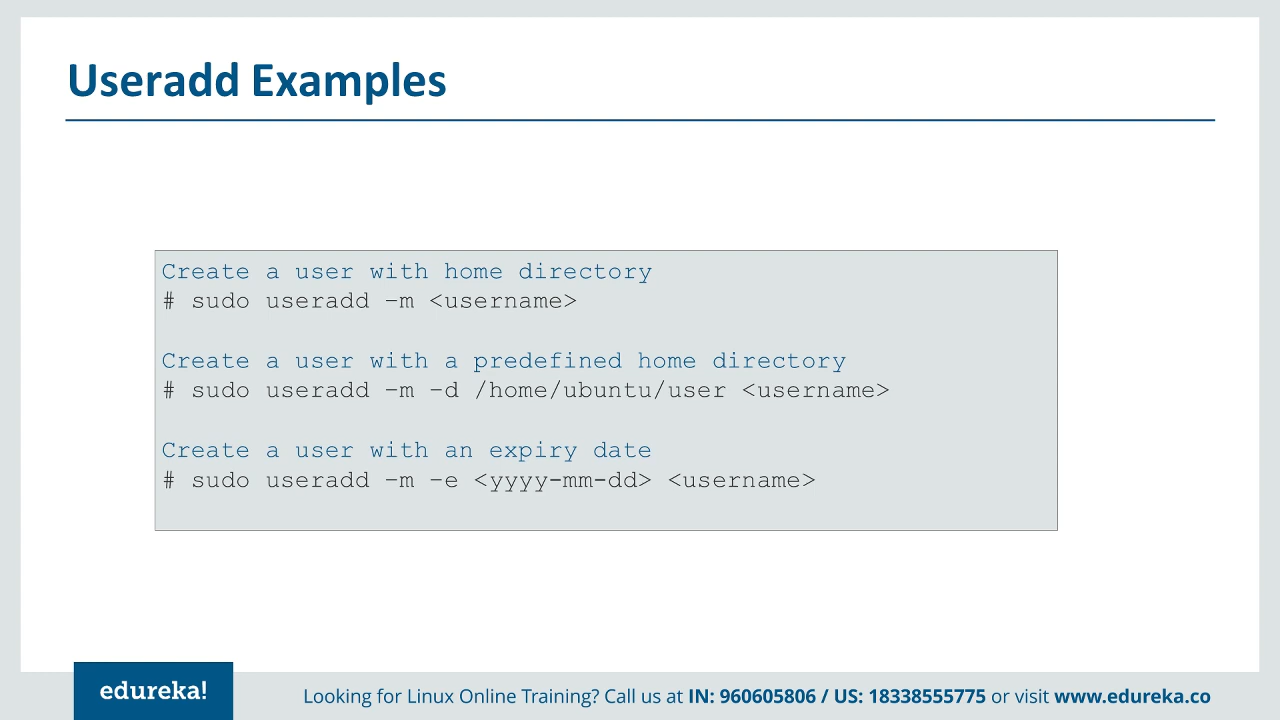 Useradd Examples
Create a user with home directory
# sudo useradd –m <username>
Create a user with a predefined home directory
# sudo useradd –m –d /home/ubuntu/user <username>
Create a user with an expiry date
# sudo useradd –m –e <yyyy-mm-dd> <username>
edureka!
Looking for Linux Online Training? Call us at IN: 960605806 / US: 18338555775 or visit www.edureka.co